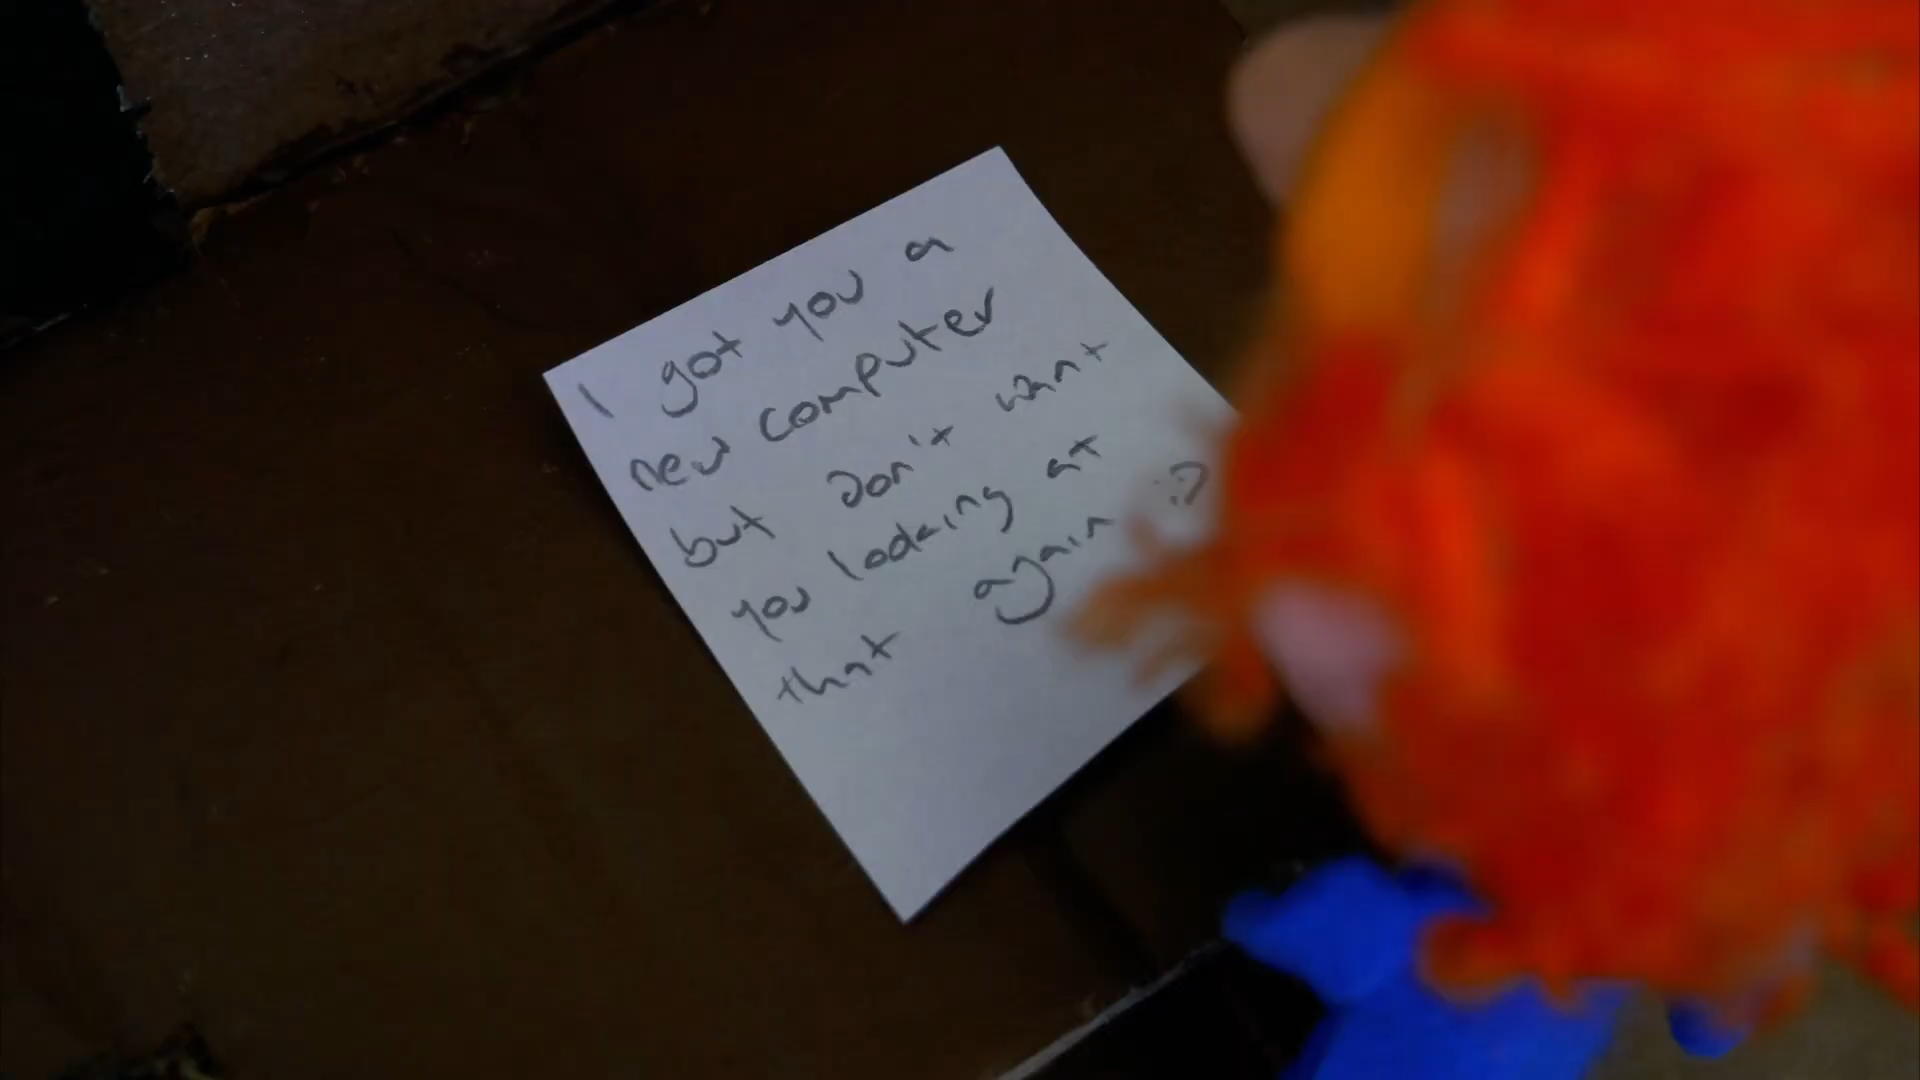 I got you a
new computer
but don't want
you looking at
that again :)